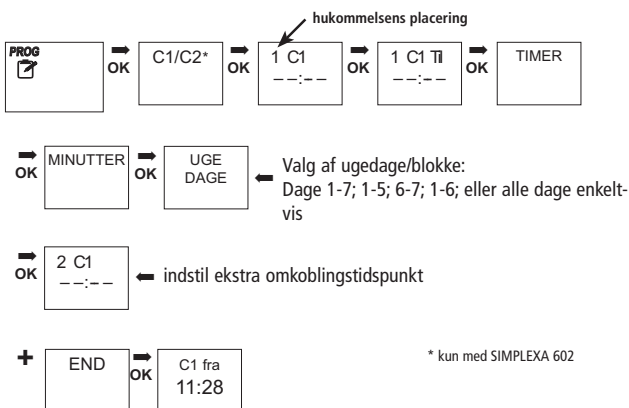 hukommelsens placering
PROG
OK
C1/C2*
OK
1 C1
--:--
OK
1 C1 Til
--:--
OK
TIMER
OK
MINUTTER
OK
UGE
DAGE
Valg af ugedage/blokke:
Dage 1-7; 1-5; 6-7; 1-6; eller alle dage enkelt-
vis
OK
2 C1
--:--
indstil ekstra omkoblingstidspunkt
+
END
OK
C1 fra
11:28
* kun med SIMPLEXA 602